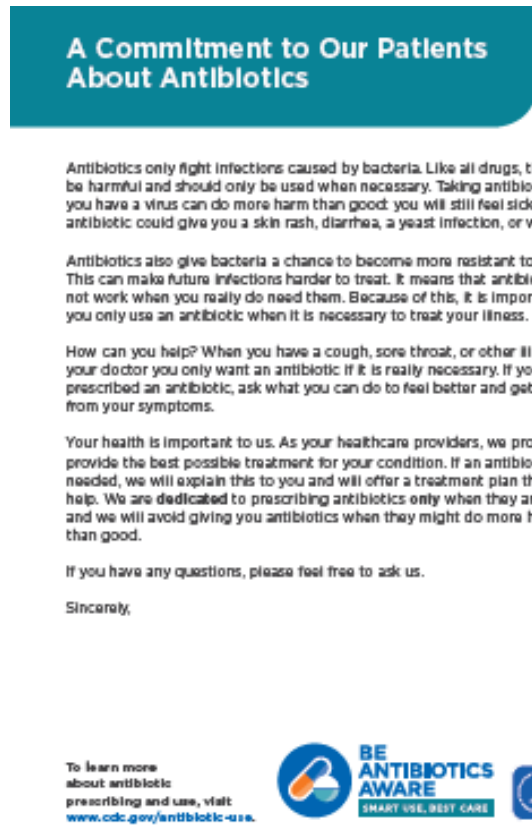 A Commitment to Our Patients
About Antibiotics
Antibiotics only fight infections caused by bacteria. Like all drugs, t
be harmful and should only be used when necessary. Taking antibio
you have a virus can do more harm than good: you will still feel sick
antibiotic could give you a skin rash, diarrhea, a yeast infection, or w
Antibiotics also give bacteria a chance to become more resistant to
This can make future infections harder to treat. It means that antibi
not work when you really do need them. Because of this, it is impor
you only use an antibiotic when it is necessary to treat your illness.
How can you help? When you have a cough, sore throat, or other ill
your doctor you only want an antibiotic if it is really necessary. If yo
prescribed an antibiotic, ask what you can do to feel better and get
from your symptoms.
Your health is important to us. As your healthcare providers, we pro
provide the best possible treatment for your condition. If an antibio
needed, we will explain this to you and will offer a treatment plan th
help. We are dedicated to prescribing antibiotics only when they ar
and we will avoid giving you antibiotics when they might do more h
than good.
If you have any questions, please feel free to ask us.
Sincerely,
To learn more
about antibiotic
prescribing and use, visit
www.cdc.gov/antibiotic-use.
BE
ANTIBIOTICS
AWARE
SMART USE, BEST CARE